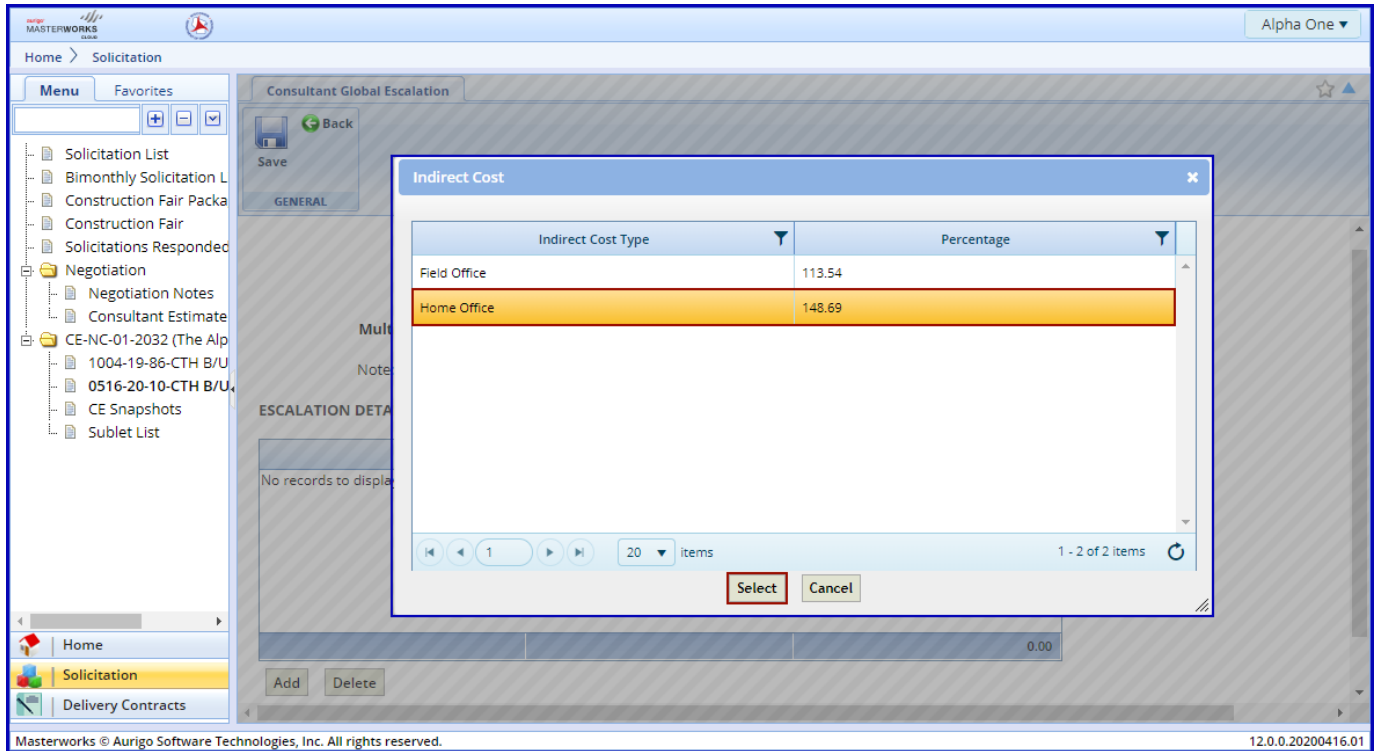 aurigo
MASTERWORKS
CLOUD
Alpha One
Home > Solicitation
Menu
Favorites
Consultant Global Escalation
Back
Save
GENERAL
Solicitation List
Bimonthly Solicitation L
Construction Fair Packa
Construction Fair
Solicitations Responded
Negotiation
Negotiation Notes
Consultant Estimate
CE-NC-01-2032 (The Alp
1004-19-86-CTH B/U
0516-20-10-CTH B/U
CE Snapshots
Sublet List
Mult
Note
ESCALATION DETA
No records to displa
Indirect Cost
Indirect Cost Type
Percentage
Field Office
113.54
Home Office
148.69
1
20
items
1 - 2 of 2 items
Select
Cancel
0.00
Add
Delete
Home
Solicitation
Delivery Contracts
Masterworks © Aurigo Software Technologies, Inc. All rights reserved.
12.0.0.20200416.01